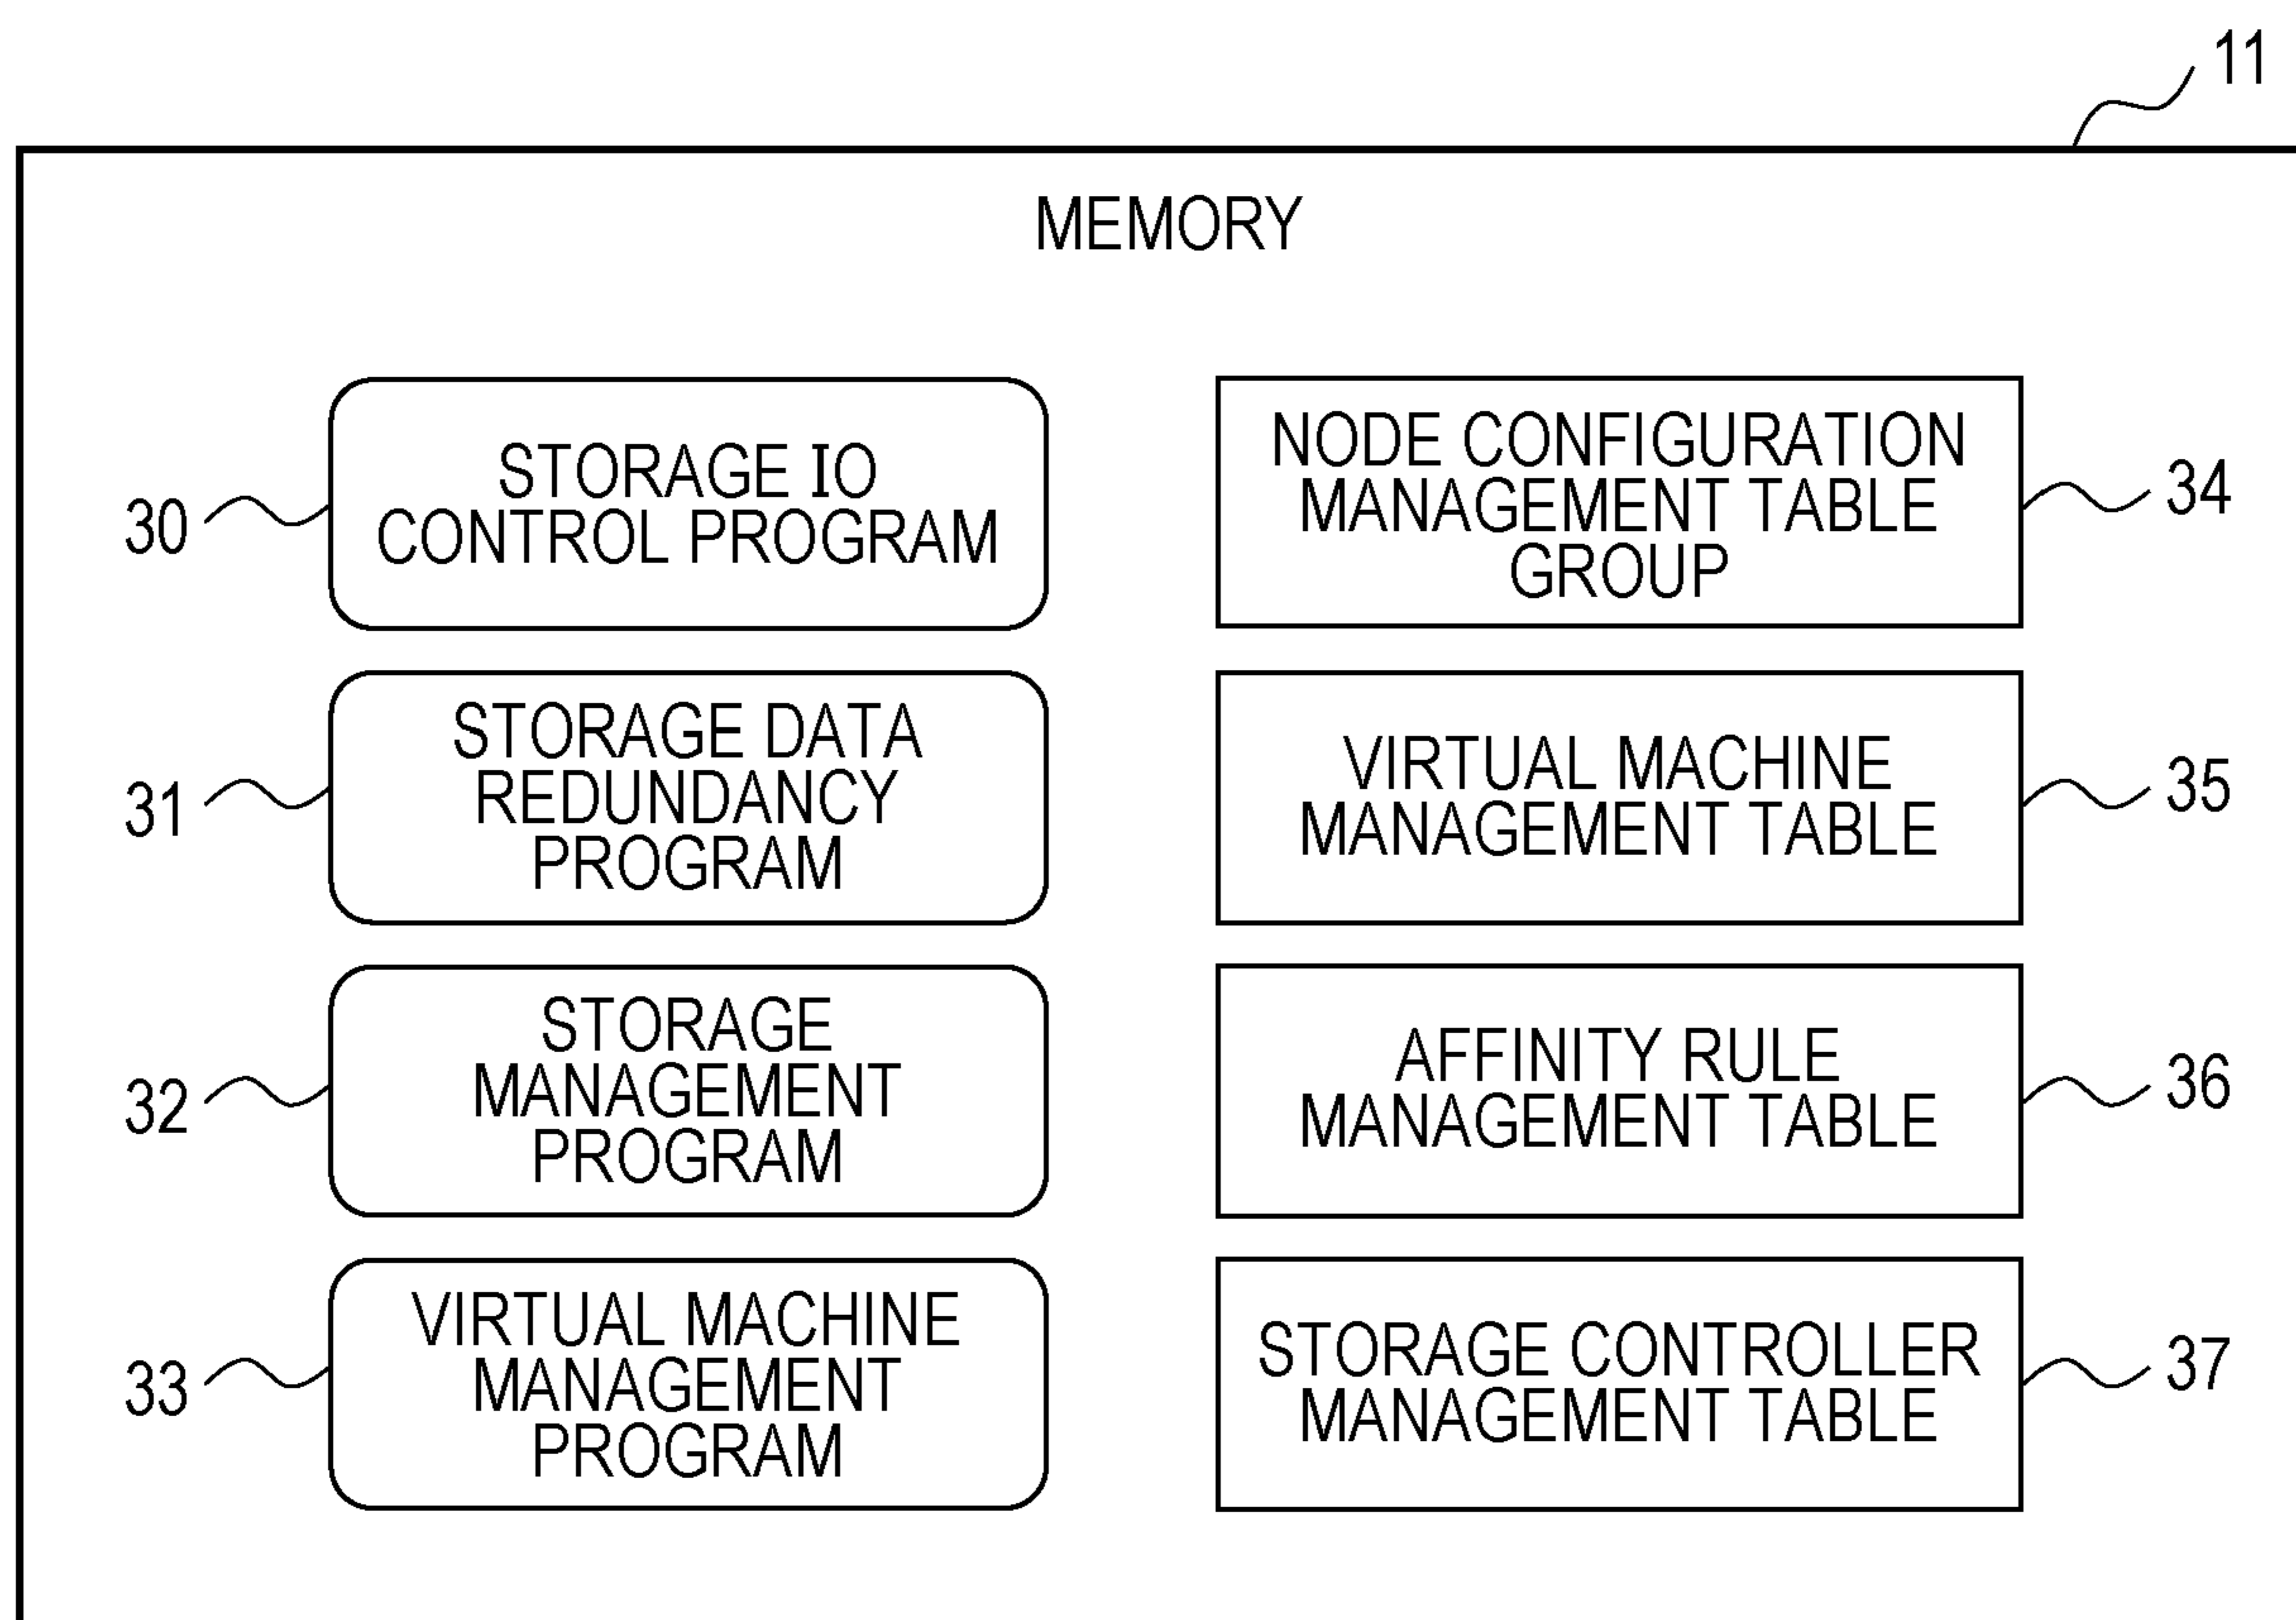 11
MEMORY
30
STORAGE IO
CONTROL PROGRAM
NODE CONFIGURATION
MANAGEMENT TABLE
GROUP
34
31
STORAGE DATA
REDUNDANCY
PROGRAM
VIRTUAL MACHINE
MANAGEMENT TABLE
35
32
STORAGE
MANAGEMENT
PROGRAM
AFFINITY RULE
MANAGEMENT TABLE
36
33
VIRTUAL MACHINE
MANAGEMENT
PROGRAM
STORAGE CONTROLLER
MANAGEMENT TABLE
37